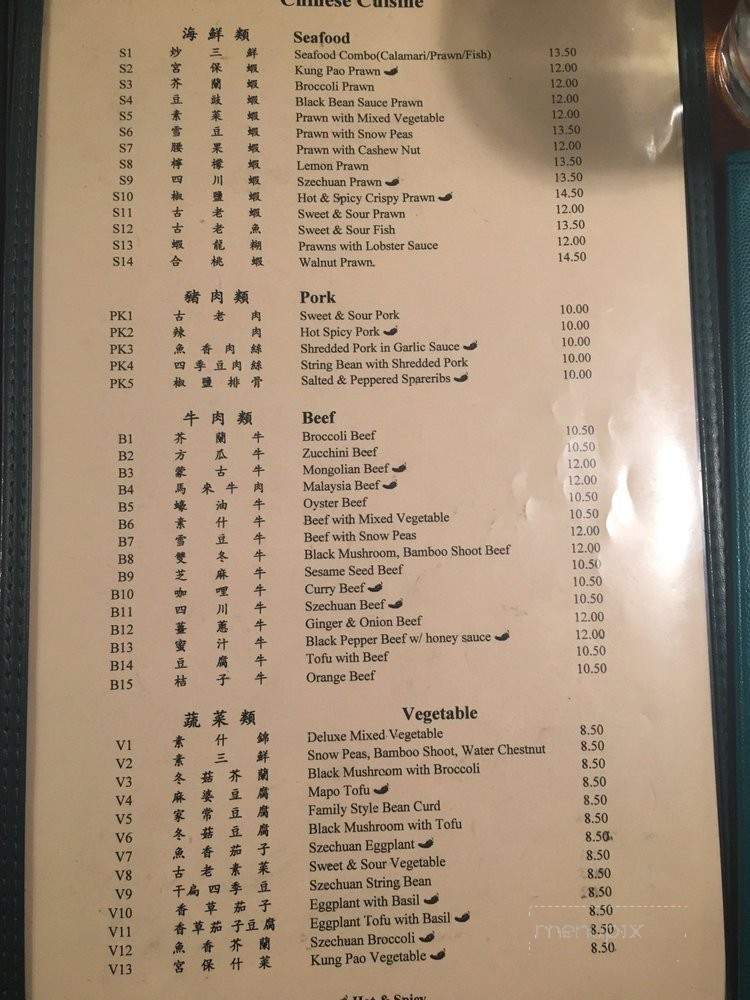 Chinese Cuisine
海鮮類 Seafood
S1 炒三鮮 Seafood Combo(Calamari/Prawn/Fish) 13.50
S2 宮保蝦 Kung Pao Prawn 12.00
S3 芥蘭蝦 Broccoli Prawn 12.00
S4 豆豉蝦 Black Bean Sauce Prawn 12.00
S5 素菜蝦 Prawn with Mixed Vegetable 12.00
S6 雪豆蝦 Prawn with Snow Peas 13.50
S7 腰果蝦 Prawn with Cashew Nut 12.00
S8 檸檬蝦 Lemon Prawn 13.50
S9 四川蝦 Szechuan Prawn 13.50
S10 椒鹽蝦 Hot & Spicy Crispy Prawn 14.50
S11 古老蝦 Sweet & Sour Prawn 12.00
S12 古老魚 Sweet & Sour Fish 13.50
S13 蝦龍糊 Prawns with Lobster Sauce 12.00
S14 合桃蝦 Walnut Prawn. 14.50
豬肉類 Pork
PK1 古老肉 Sweet & Sour Pork 10.00
PK2 辣肉 Hot Spicy Pork 10.00
PK3 魚香肉絲 Shredded Pork in Garlic Sauce 10.00
PK4 四季豆肉絲 String Bean with Shredded Pork 10.00
PK5 椒鹽排骨 Salted & Peppered Spareribs 10.00
牛肉類 Beef
B1 芥蘭牛 Broccoli Beef 10.50
B2 方瓜牛 Zucchini Beef 10.50
B3 蒙古牛 Mongolian Beef 12.00
B4 馬來牛肉 Malaysia Beef 12.00
B5 蠔油牛 Oyster Beef 10.50
B6 素什牛 Beef with Mixed Vegetable 10.50
B7 雪豆牛 Beef with Snow Peas 12.00
B8 雙冬牛 Black Mushroom, Bamboo Shoot Beef 12.00
B9 芝麻牛 Sesame Seed Beef 10.50
B10 咖哩牛 Curry Beef 10.50
B11 四川牛 Szechuan Beef 10.50
B12 薑蔥牛 Ginger & Onion Beef 12.00
B13 蜜汁牛 Black Pepper Beef w/ honey sauce 12.00
B14 豆腐牛 Tofu with Beef 10.50
B15 桔子牛 Orange Beef 10.50
蔬菜類 Vegetable
V1 素什錦 Deluxe Mixed Vegetable 8.50
V2 素三鮮 Snow Peas, Bamboo Shoot, Water Chestnut 8.50
V3 冬菇芥蘭 Black Mushroom with Broccoli 8.50
V4 麻婆豆腐 Mapo Tofu 8.50
V5 家常豆腐 Family Style Bean Curd 8.50
V6 冬菇豆腐 Black Mushroom with Tofu 8.50
V7 魚香茄子 Szechuan Eggplant 8.50
V8 古老素菜 Sweet & Sour Vegetable 8.50
V9 干扁四季豆 Szechuan String Bean 8.50
V10 香草茄子 Eggplant with Basil 8.50
V11 香草茄子豆腐 Eggplant Tofu with Basil 8.50
V12 魚香芥蘭 Szechuan Broccoli 8.50
V13 宮保什菜 Kung Pao Vegetable 8.50
Hot & Spicy
menupix